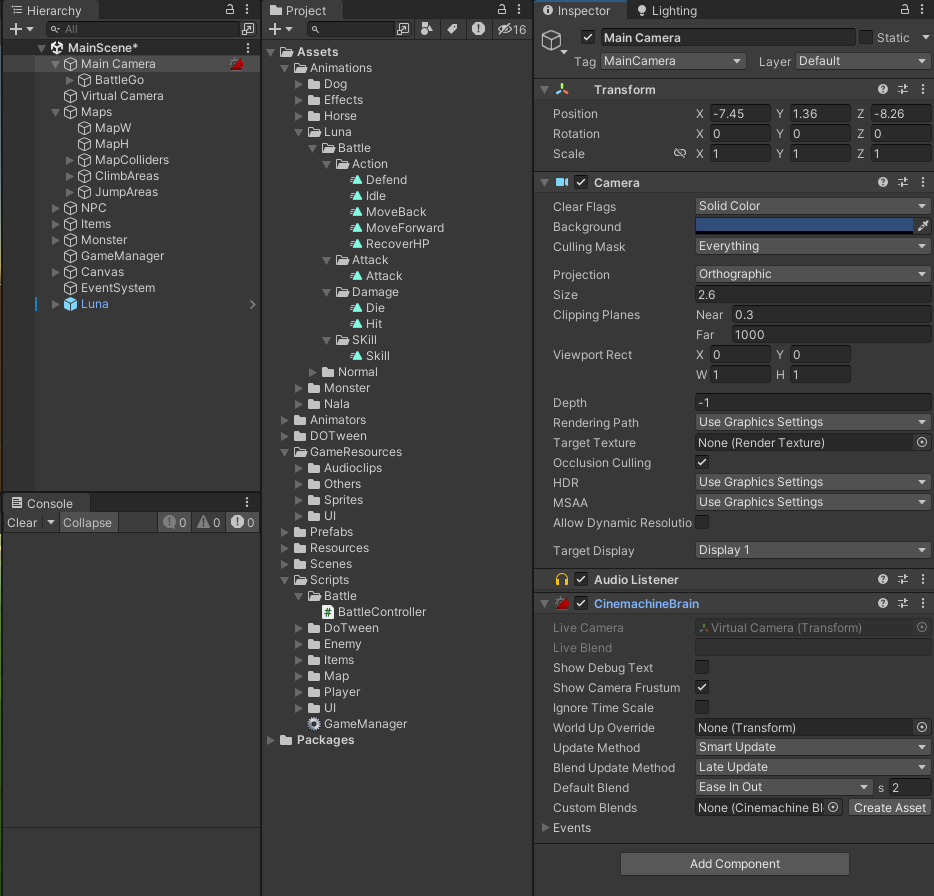 Hierarchy
All
MainScene*
Main Camera
BattleGo
Virtual Camera
Maps
MapW
MapH
MapColliders
ClimbAreas
JumpAreas
NPC
Items
Monster
GameManager
Canvas
EventSystem
Luna
Console
Clear Collapse 0 0 0
Project
16
Assets
Animations
Dog
Effects
Horse
Luna
Battle
Action
Defend
Idle
MoveBack
MoveForward
RecoverHP
Attack
Attack
Damage
Die
Hit
SKill
Skill
Normal
Monster
Nala
Animators
DOTween
GameResources
Audioclips
Others
Sprites
UI
Prefabs
Resources
Scenes
Scripts
Battle
BattleController
DoTween
Enemy
Items
Map
Player
UI
GameManager
Packages
Inspector Lighting
Main Camera Static
Tag MainCamera Layer Default
Transform
Position X -7.45 Y 1.36 Z -8.26
Rotation X 0 Y 0 Z 0
Scale X 1 Y 1 Z 1
Camera
Clear Flags Solid Color
Background
Culling Mask Everything
Projection Orthographic
Size 2.6
Clipping Planes Near 0.3
Far 1000
Viewport Rect X 0 Y 0
W 1 H 1
Depth -1
Rendering Path Use Graphics Settings
Target Texture None (Render Texture)
Occlusion Culling
HDR Use Graphics Settings
MSAA Use Graphics Settings
Allow Dynamic Resolutio
Target Display Display 1
Audio Listener
CinemachineBrain
Live Camera Virtual Camera (Transform)
Live Blend
Show Debug Text
Show Camera Frustum
Ignore Time Scale
World Up Override None (Transform)
Update Method Smart Update
Blend Update Method Late Update
Default Blend Ease In Out s 2
Custom Blends None (Cinemachine Bl Create Asset
Events
Add Component